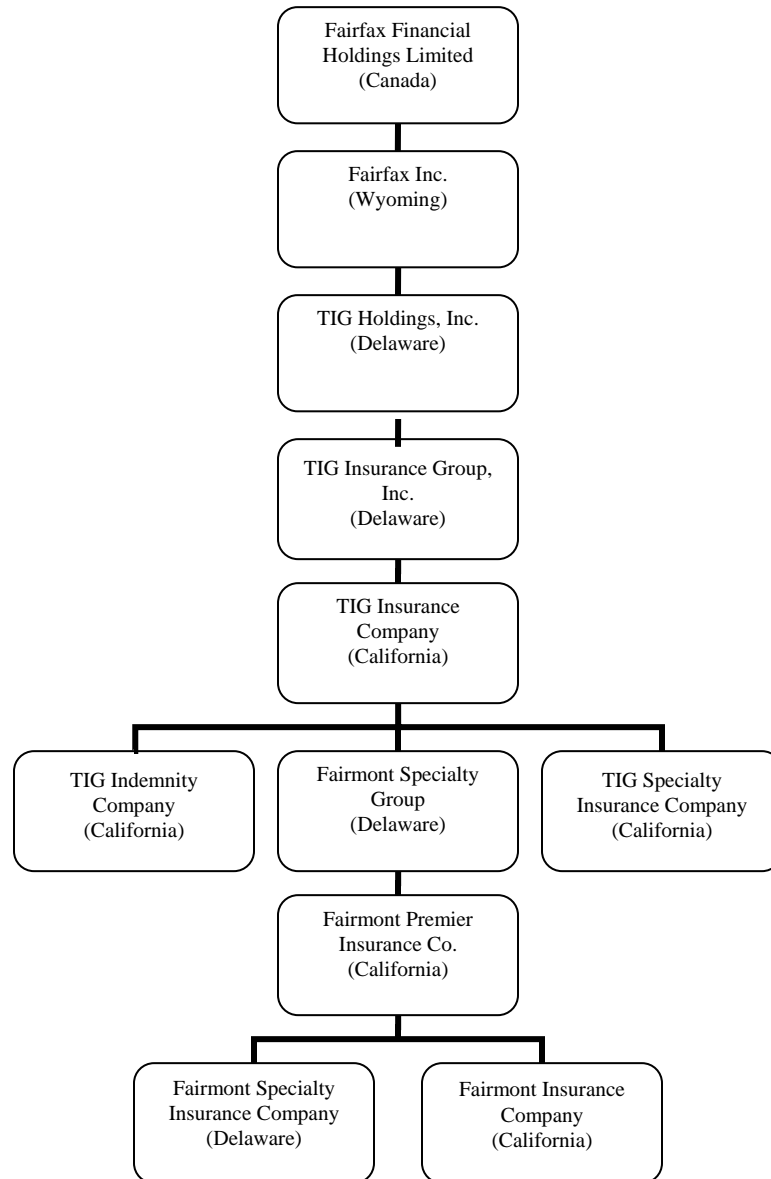 Fairfax Financial
Holdings Limited
(Canada)
Fairfax Inc.
(Wyoming)
TIG Holdings, Inc.
(Delaware)
TIG Insurance Group,
Inc.
(Delaware)
TIG Insurance
Company
(California)
TIG Indemnity
Company
(California)
Fairmont Specialty
Group
(Delaware)
TIG Specialty
Insurance Company
(California)
Fairmont Premier
Insurance Co.
(California)
Fairmont Specialty
Insurance Company
(Delaware)
Fairmont Insurance
Company
(California)